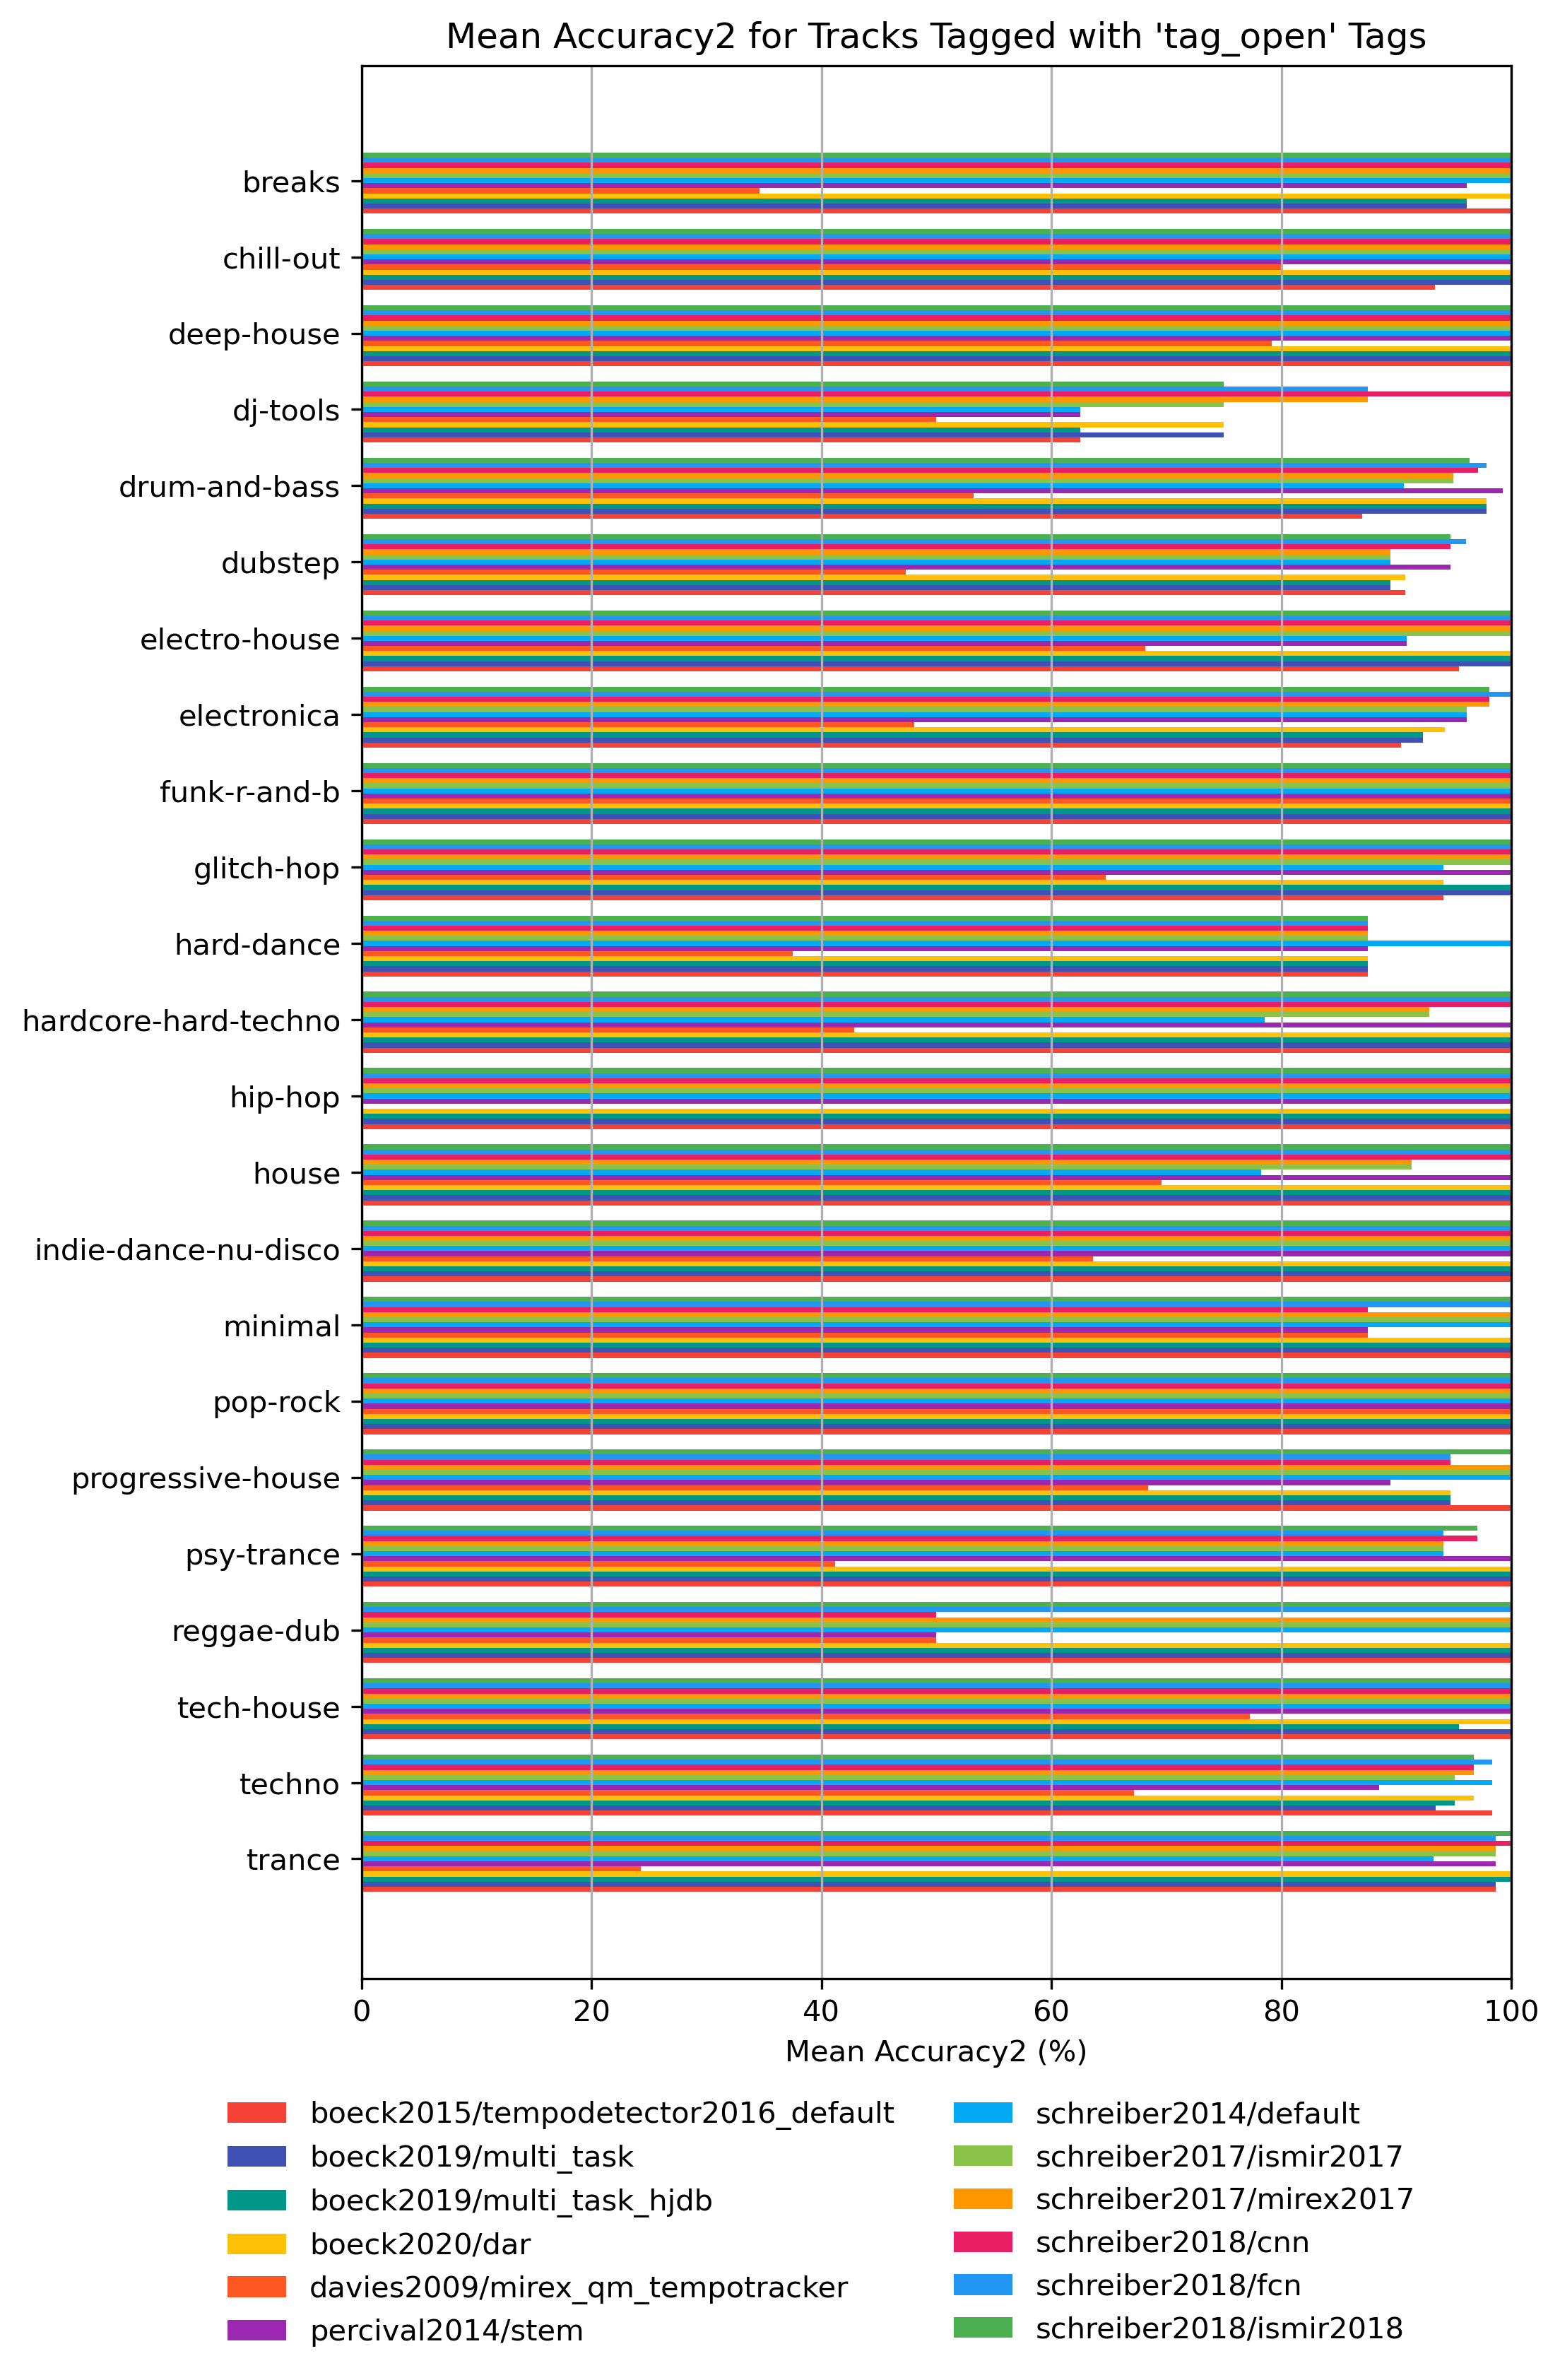 Mean Accuracy2 for Tracks Tagged with 'tag_open' Tags
breaks
chill-out
deep-house
dj-tools
drum-and-bass
dubstep
electro-house
electronica
funk-r-and-b
glitch-hop
hard-dance
hardcore-hard-techno
hip-hop
house
indie-dance-nu-disco
minimal
pop-rock
progressive-house
psy-trance
reggae-dub
tech-house
techno
trance
0 20 40 60 80 100
Mean Accuracy2 (%)
boeck2015/tempodetector2016_default
boeck2019/multi_task
boeck2019/multi_task_hjdb
boeck2020/dar
davies2009/mirex_qm_tempotracker
percival2014/stem
schreiber2014/default
schreiber2017/ismir2017
schreiber2017/mirex2017
schreiber2018/cnn
schreiber2018/fcn
schreiber2018/ismir2018